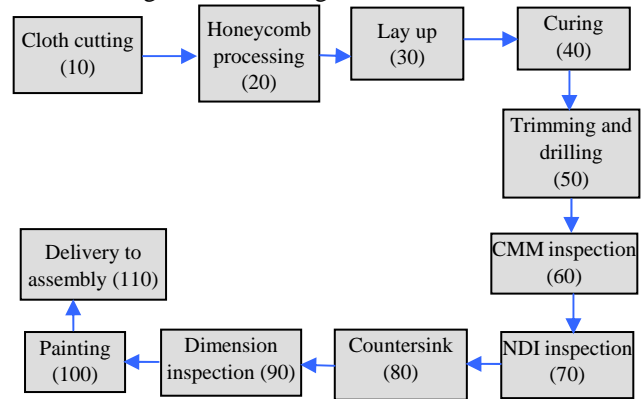 Cloth cutting
(10)
Honeycomb
processing
(20)
Lay up
(30)
Curing
(40)
Trimming and
drilling
(50)
CMM inspection
(60)
NDI inspection
(70)
Countersink
(80)
Dimension
inspection (90)
Painting
(100)
Delivery to
assembly (110)